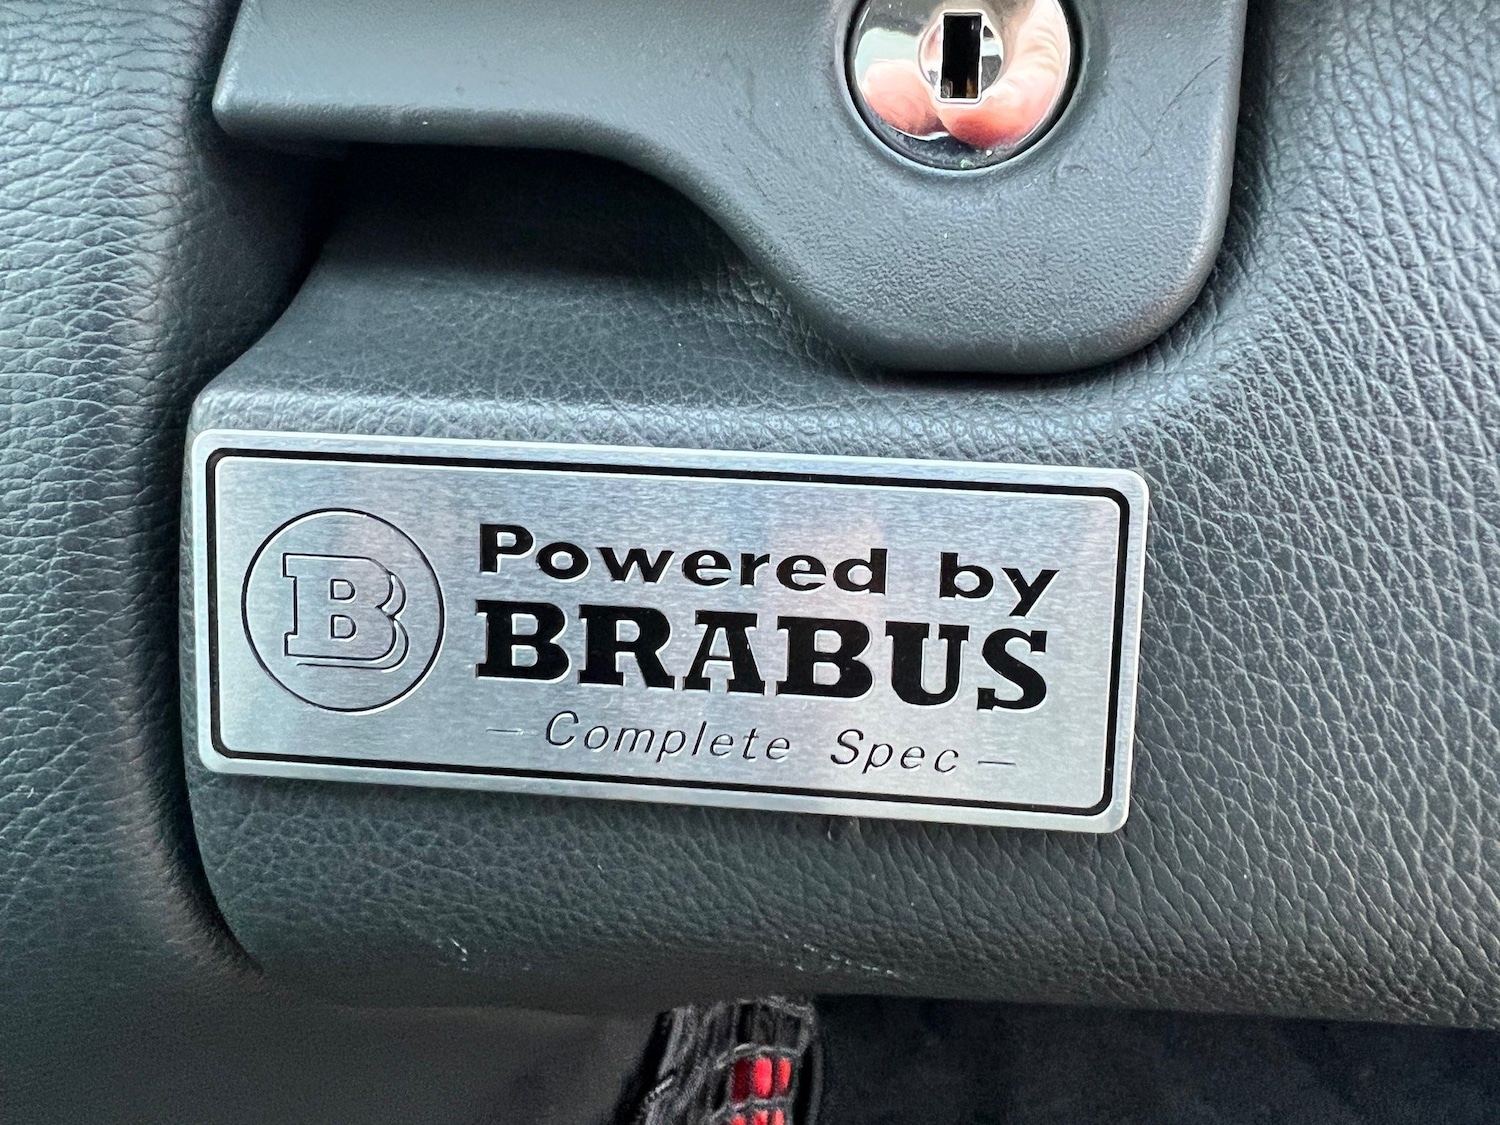 B
Powered by
BRABUS
- Complete Spec -